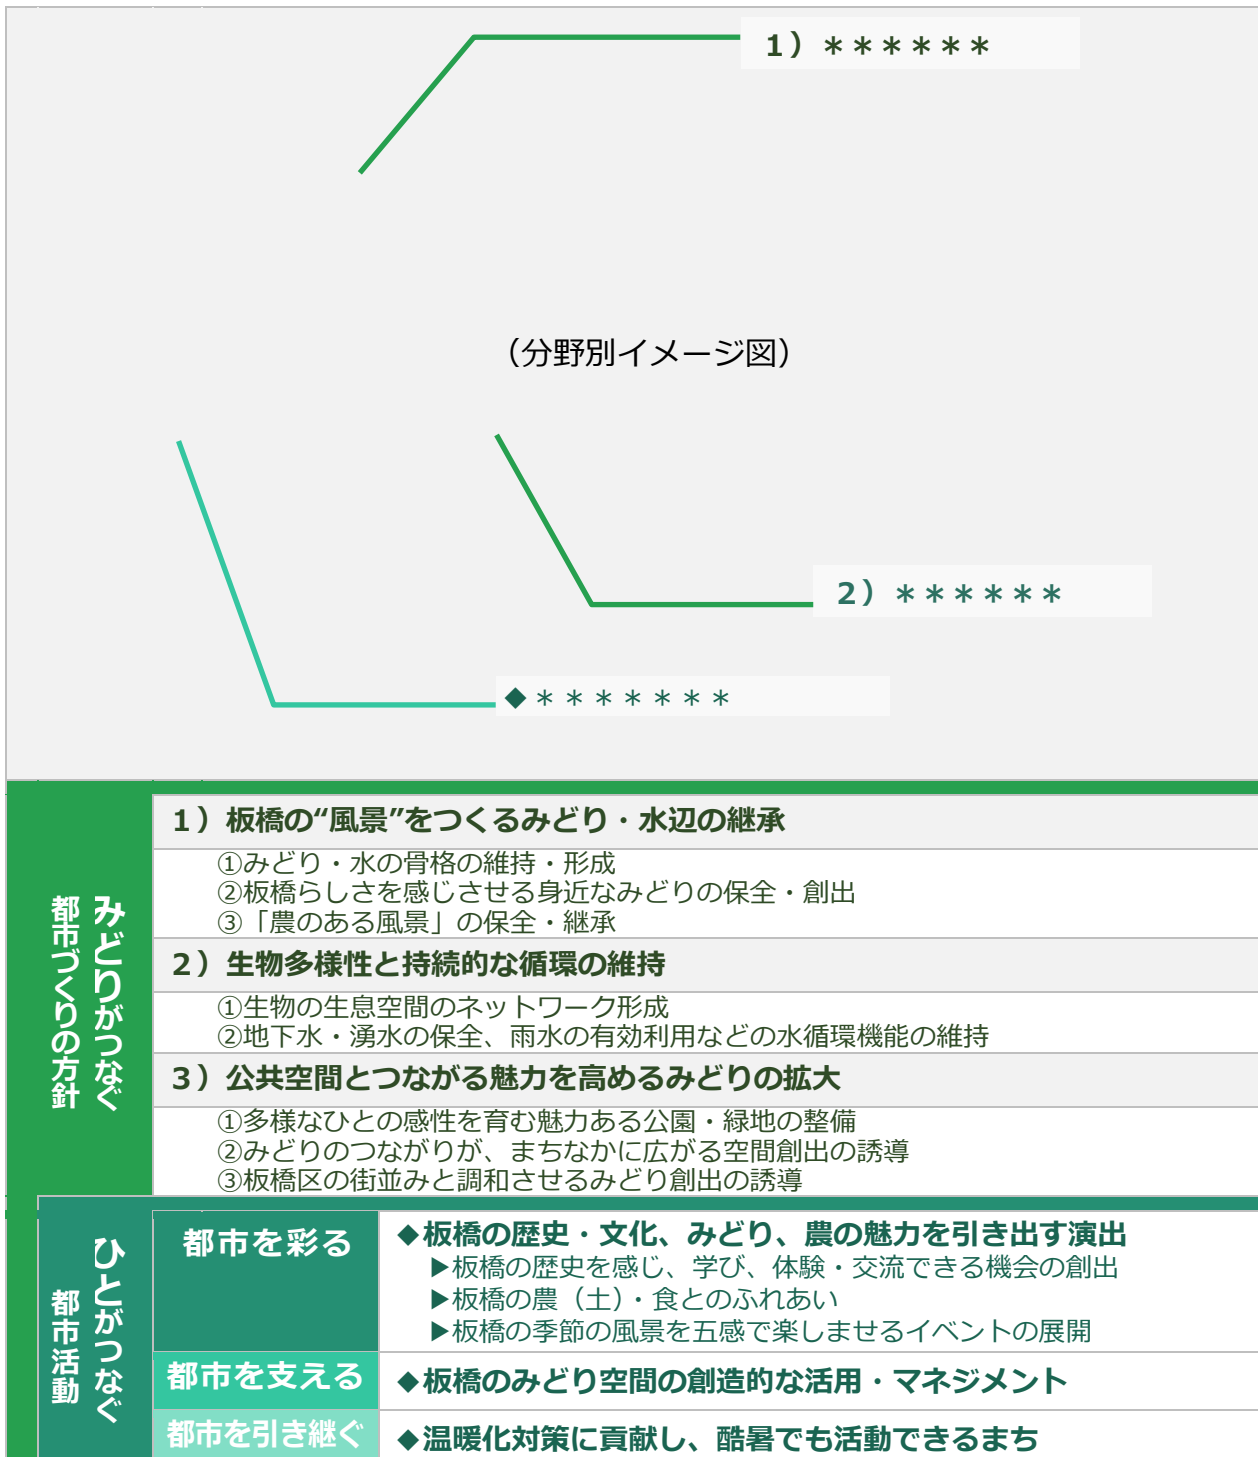 １）＊＊＊＊＊＊
（分野別イメージ図）
２）＊＊＊＊＊＊
◆＊＊＊＊＊＊＊
みどりがつなぐ
都市づくりの方針
１）板橋の“風景”をつくるみどり・水辺の継承
①みどり・水の骨格の維持・形成
②板橋らしさを感じさせる身近なみどりの保全・創出
③「農のある風景」の保全・継承
２）生物多様性と持続的な循環の維持
①生物の生息空間のネットワーク形成
②地下水・湧水の保全、雨水の有効利用などの水循環機能の維持
３）公共空間とつながる魅力を高めるみどりの拡大
①多様なひとの感性を育む魅力ある公園・緑地の整備
②みどりのつながりが、まちなかに広がる空間創出の誘導
③板橋区の街並みと調和させるみどり創出の誘導
ひとがつなぐ
都市活動
都市を彩る
◆板橋の歴史・文化、みどり、農の魅力を引き出す演出
▶板橋の歴史を感じ、学び、体験・交流できる機会の創出
▶板橋の農（土）・食とのふれあい
▶板橋の季節の風景を五感で楽しませるイベントの展開
都市を支える
◆板橋のみどり空間の創造的な活用・マネジメント
都市を引き継ぐ
◆温暖化対策に貢献し、酷暑でも活動できるまち